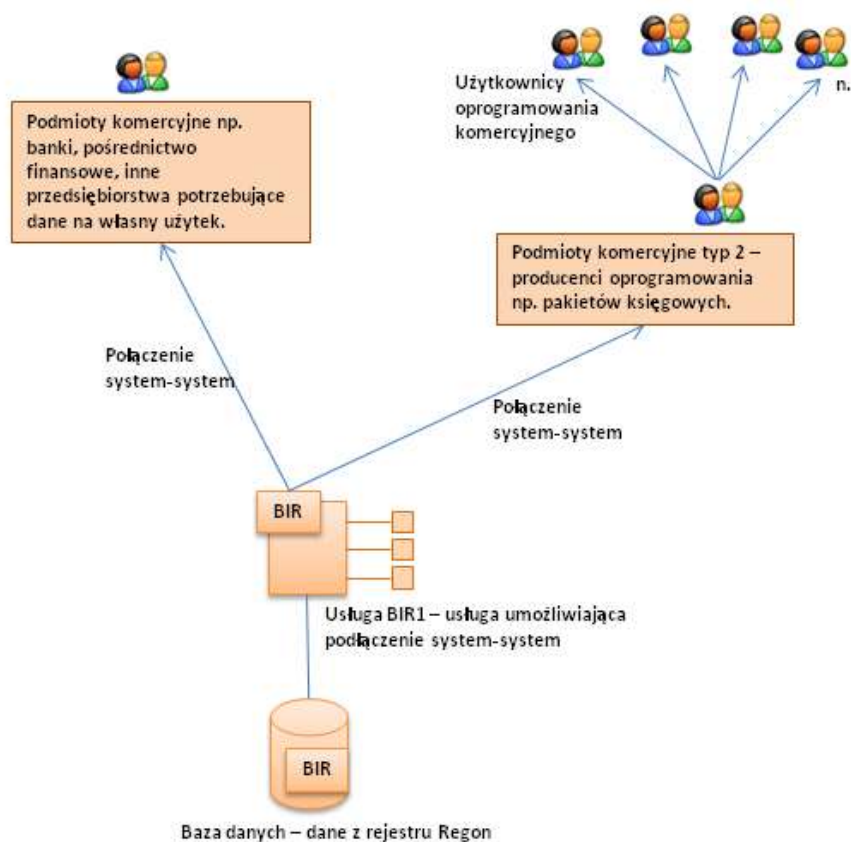 Użytkownicy
oprogramowania
komercyjnego
n.
Podmioty komercyjne np.
banki, pośrednictwo
finansowe, inne
przedsiębiorstwa potrzebujące
dane na własny użytek.
Podmioty komercyjne typ 2 –
producenci oprogramowania
np. pakietów księgowych.
Połączenie
system-system
Połączenie
system-system
BIR
Usługa BIR1 – usługa umożliwiająca
podłączenie system-system
BIR
Baza danych – dane z rejestru Regon